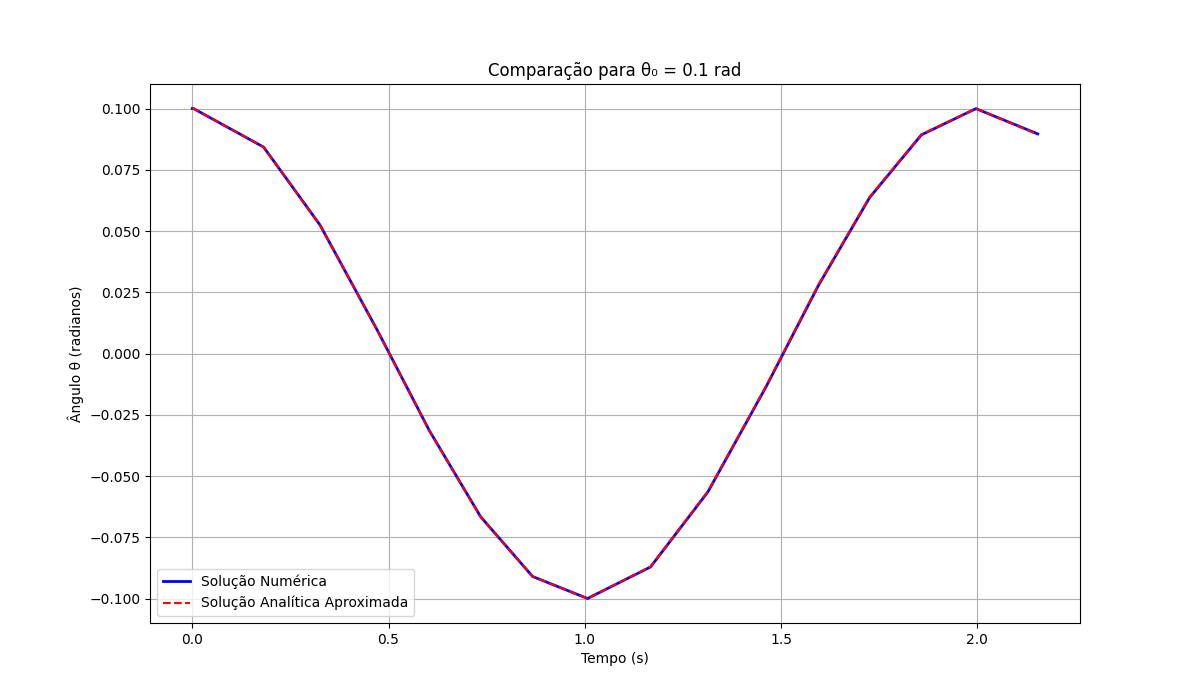 Comparação para θ₀ = 0.1 rad
0.100
0.075
0.050
0.025
0.000
−0.025
−0.050
−0.075
−0.100
Ângulo θ (radianos)
Solução Numérica
Solução Analítica Aproximada
0.0 0.5 1.0 1.5 2.0
Tempo (s)